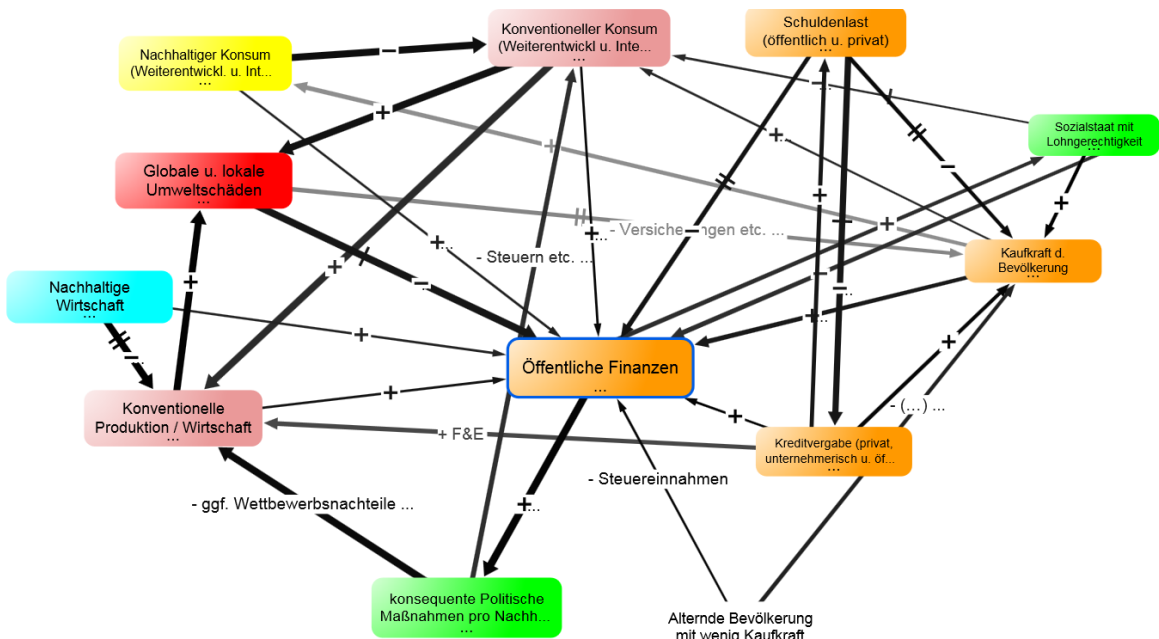 Konventioneller Konsum
(Weiterentwickl u. Inte...
...
Schuldenlast
(öffentlich u. privat)
...
Nachhaltiger Konsum
(Weiterentwickl. u. Int...
...
–
–...
+
+
+...
Sozialstaat mit
Lohngerechtigkeit
...
–
+
Globale u. lokale
Umweltschäden
...
+
+
- Versiche
ngen etc. ...
–
+...
+...
+
- Steuern etc. ...
Kaufkraft d.
Bevölkerung
...
+
+
–...
–...
–...
Nachhaltige
Wirtschaft
...
+
+...
–...
Öffentliche Finanzen
...
+
Konventionelle
Produktion / Wirtschaft
...
+
+
- (...) ...
+ F&E
Kreditvergabe (privat,
unternehmerisch u. öf...
...
- Steuereinnahmen
- ggf. Wettbewerbsnachteile ...
+...
konsequente Politische
Maßnahmen pro Nachh...
...
Alternde Bevölkerung
mit wenig Kaufkraft